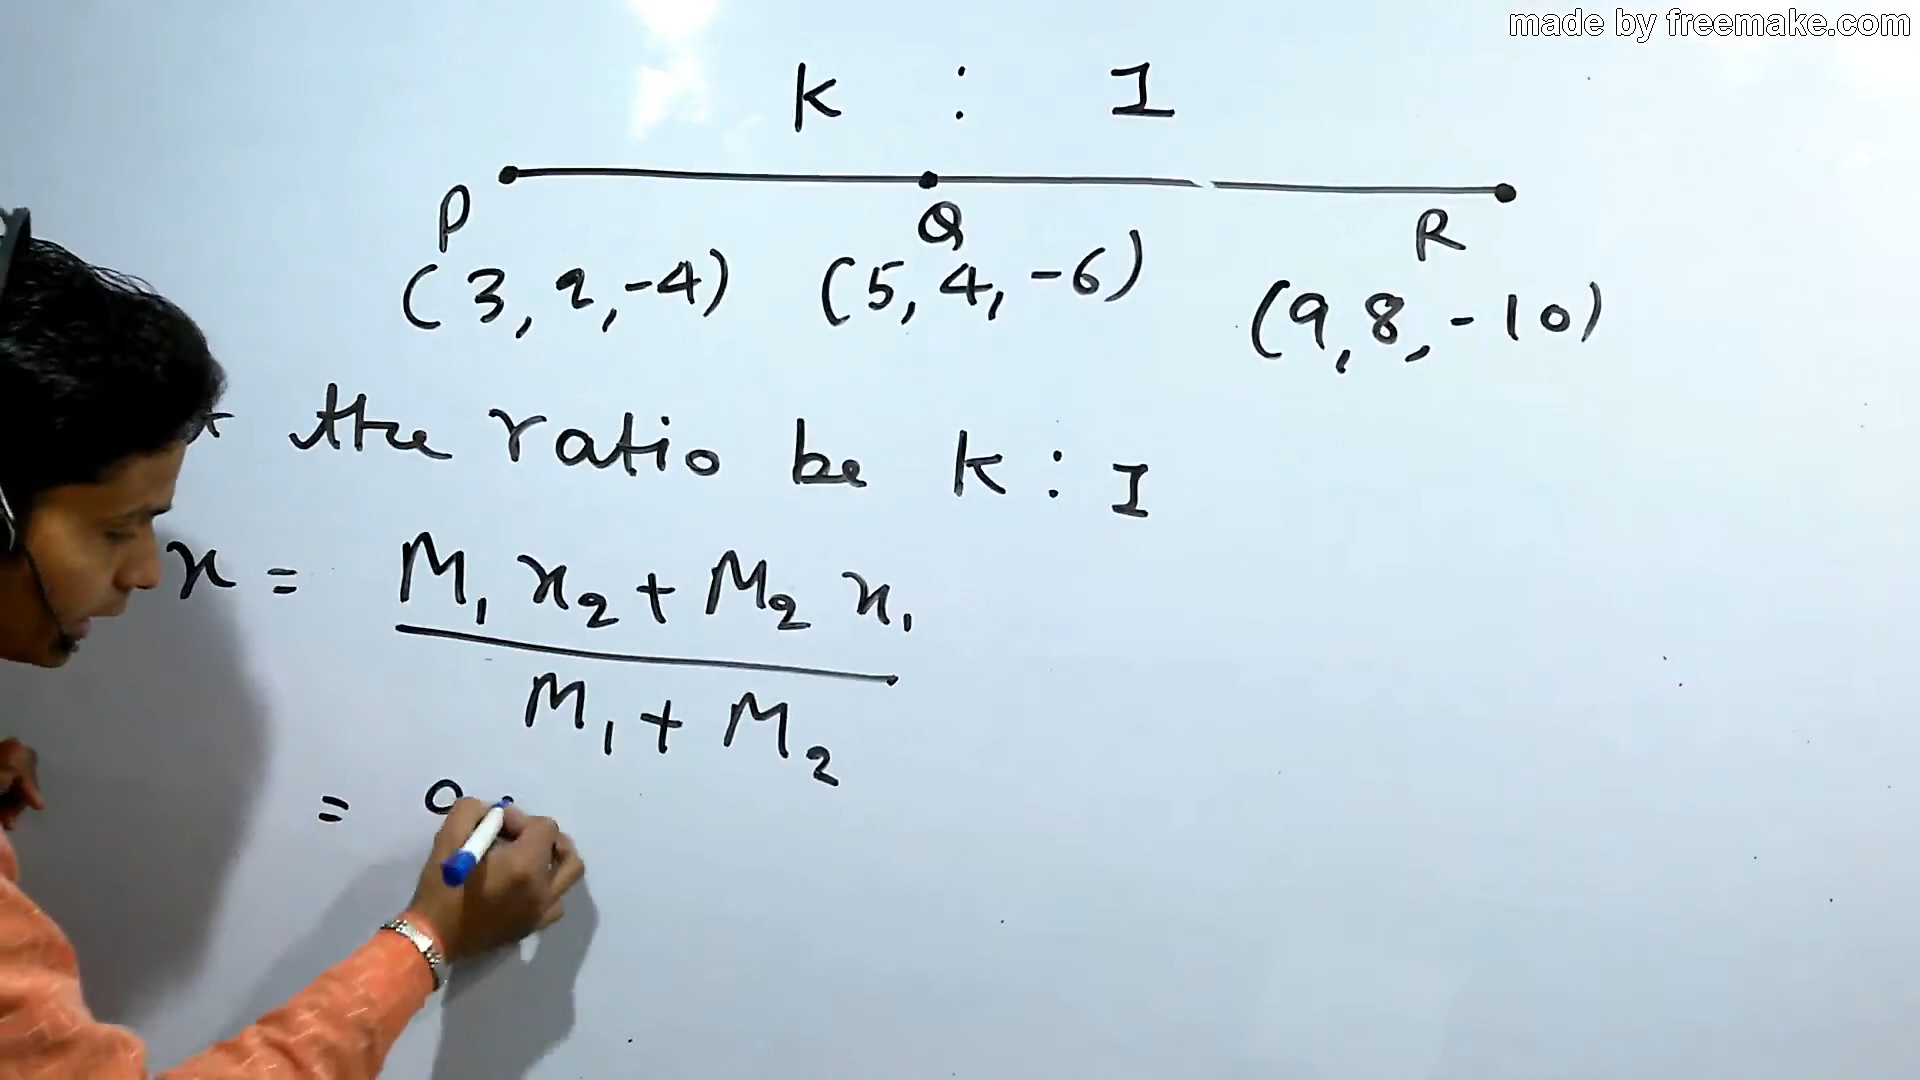 made by freemake.com
K : 1
P Q R
(3, 2, -4) (5, 4, -6) (9, 8, -10)
the ratio be K : 1
x = M₁ x₂ + M₂ x₁
M₁ + M₂
=